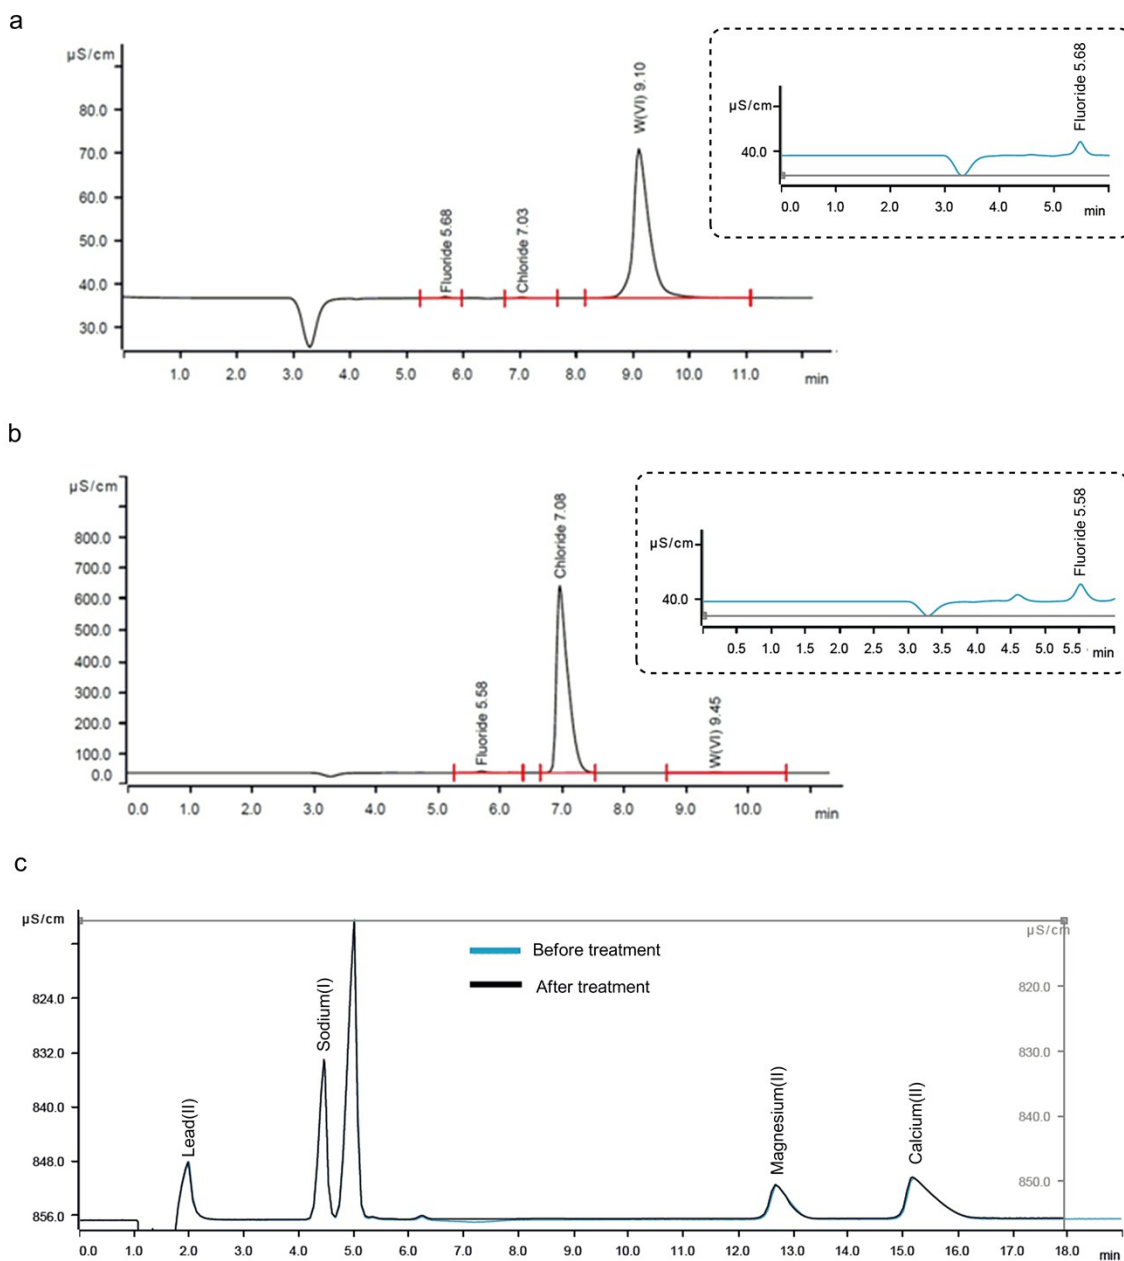 a
µS/cm
80.0
70.0
60.0
50.0
40.0
30.0
Fluoride 5.68
Chloride 7.03
W(VI) 9.10
1.0 2.0 3.0 4.0 5.0 6.0 7.0 8.0 9.0 10.0 11.0 min
µS/cm
40.0
Fluoride 5.68
0.0 1.0 2.0 3.0 4.0 5.0 min
b
µS/cm
800.0
700.0
600.0
500.0
400.0
300.0
200.0
100.0
0.0
Fluoride 5.58
Chloride 7.08
W(VI) 9.45
0.0 1.0 2.0 3.0 4.0 5.0 6.0 7.0 8.0 9.0 10.0 min
µS/cm
40.0
Fluoride 5.58
0.5 1.0 1.5 2.0 2.5 3.0 3.5 4.0 4.5 5.0 5.5 min
c
µS/cm
824.0
832.0
840.0
848.0
856.0
Lead(II)
Sodium(I)
Before treatment
After treatment
Magnesium(II)
Calcium(II)
µS/cm
820.0
830.0
840.0
850.0
0.0 1.0 2.0 3.0 4.0 5.0 6.0 7.0 8.0 9.0 10.0 11.0 12.0 13.0 14.0 15.0 16.0 17.0 18.0 min